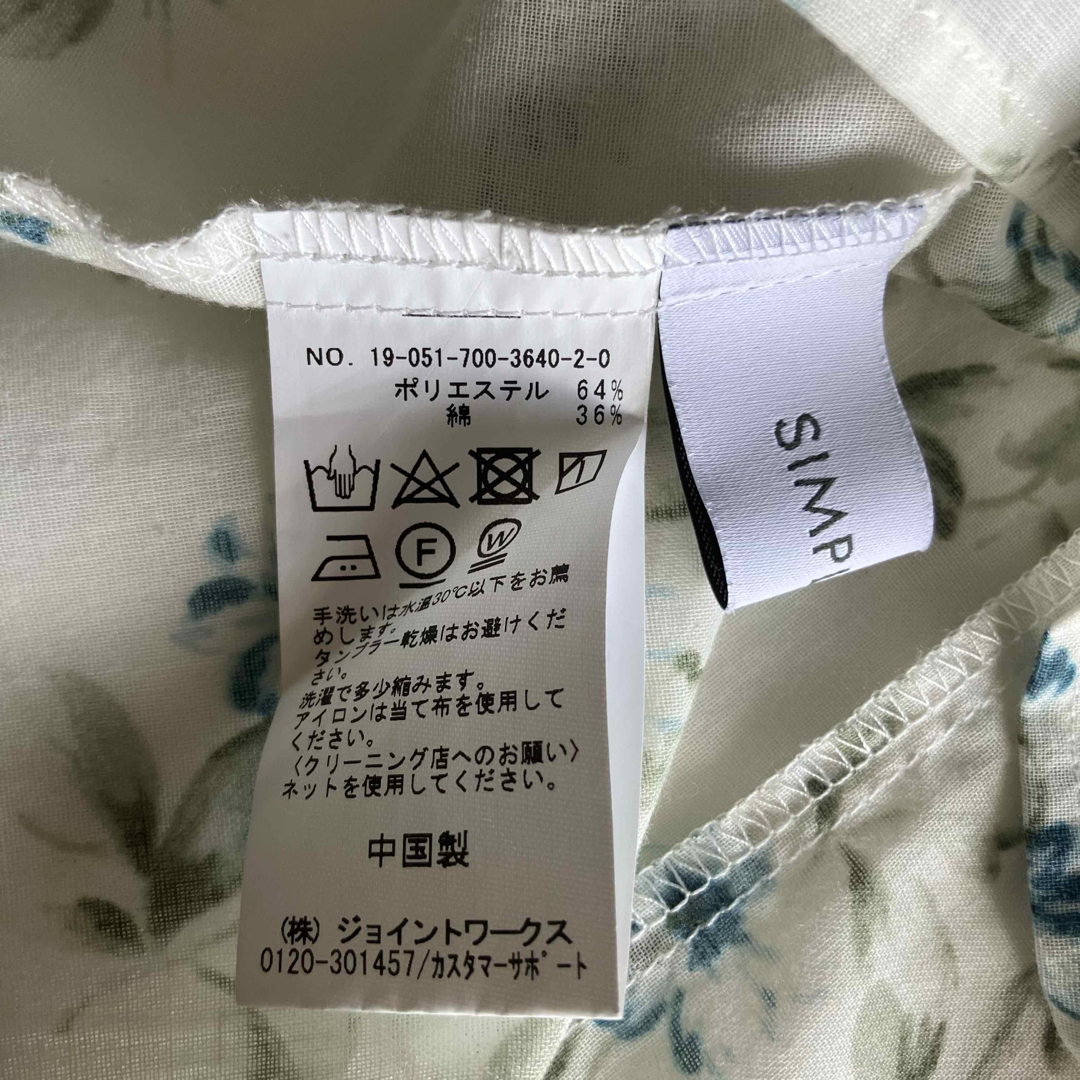 NO. 19-051-700-3640-2-0
ポリエステル 64%
綿 36%
F
W
手洗いは水温30℃以下をお薦
めします。
タンブラー乾燥はお避けくだ
さい。
洗濯で多少縮みます。
アイロンは当て布を使用して
ください。
〈クリーニング店へのお願い〉
ネットを使用してください。
中国製
(株) ジョイントワークス
0120-301457/カスタマーサポート